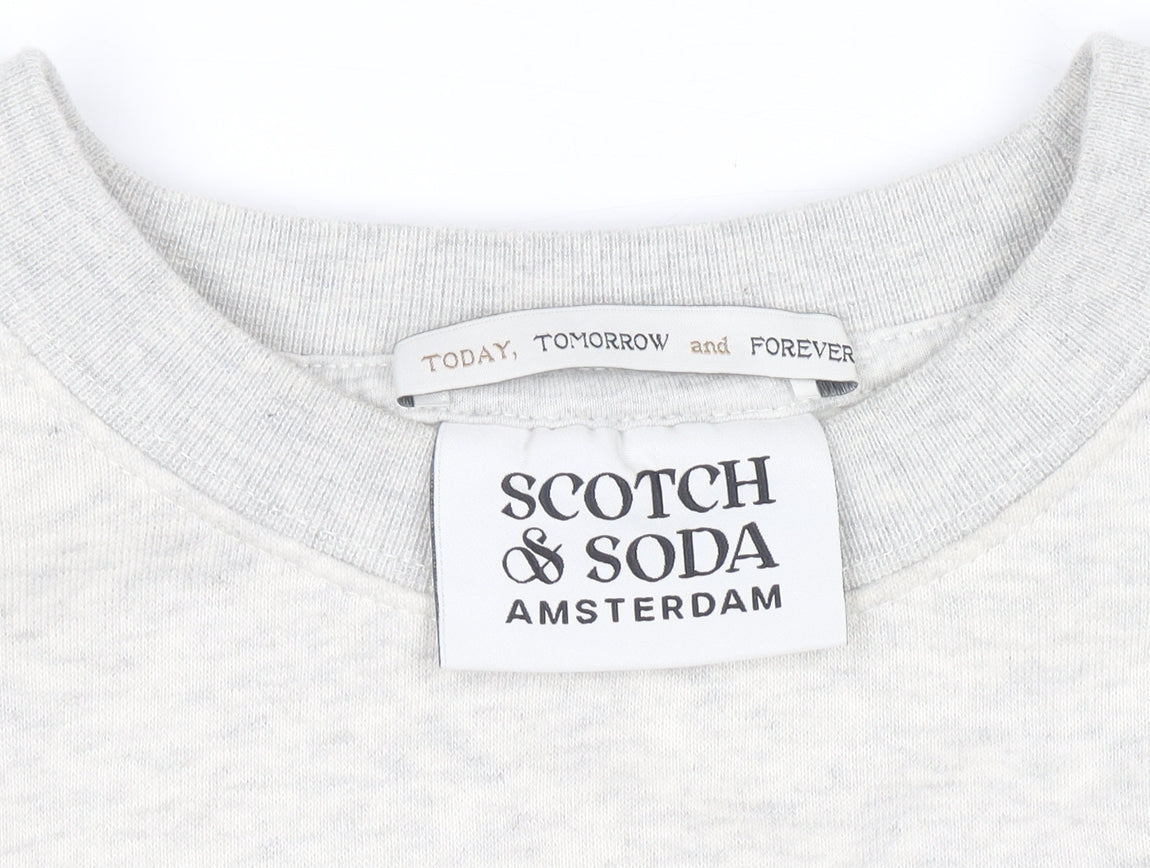 TODAY, TOMORROW and FOREVER
SCOTCH
& SODA
AMSTERDAM